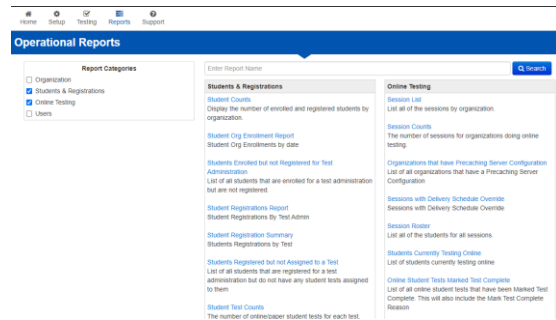 Home Setup Testing Reports Support
Operational Reports
Report Categories
Organization
Students & Registrations
Online Testing
Users
Enter Report Name
Search
Students & Registrations
Student Counts
Display the number of enrolled and registered students by
organization.
Student Org Enrollment Report
Student Org Enrollments by date
Students Enrolled but not Registered for Test
Administration
List of all students that are enrolled for a test administration
but are not registered.
Student Registrations Report
Student Registrations By Test Admin
Student Registration Summary
Students Registrations by Test
Students Registered but not Assigned to a Test
List of all students that are registered for a test
administration but do not have any student tests assigned
to them
Student Test Counts
The number of online/paper student tests for each test.
Online Testing
Session List
List all of the sessions by organization.
Session Counts
The number of sessions for organizations doing online
testing.
Organizations that have Precaching Server Configuration
List of all organizations that have a Precaching Server
Configuration
Sessions with Delivery Schedule Override
Sessions with Delivery Schedule Override
Session Roster
List all of the students for all sessions.
Students Currently Testing Online
List of students currently testing online
Online Student Tests Marked Test Complete
List of all online student tests that have been Marked Test
Complete. This will also include the Mark Test Complete
Reason